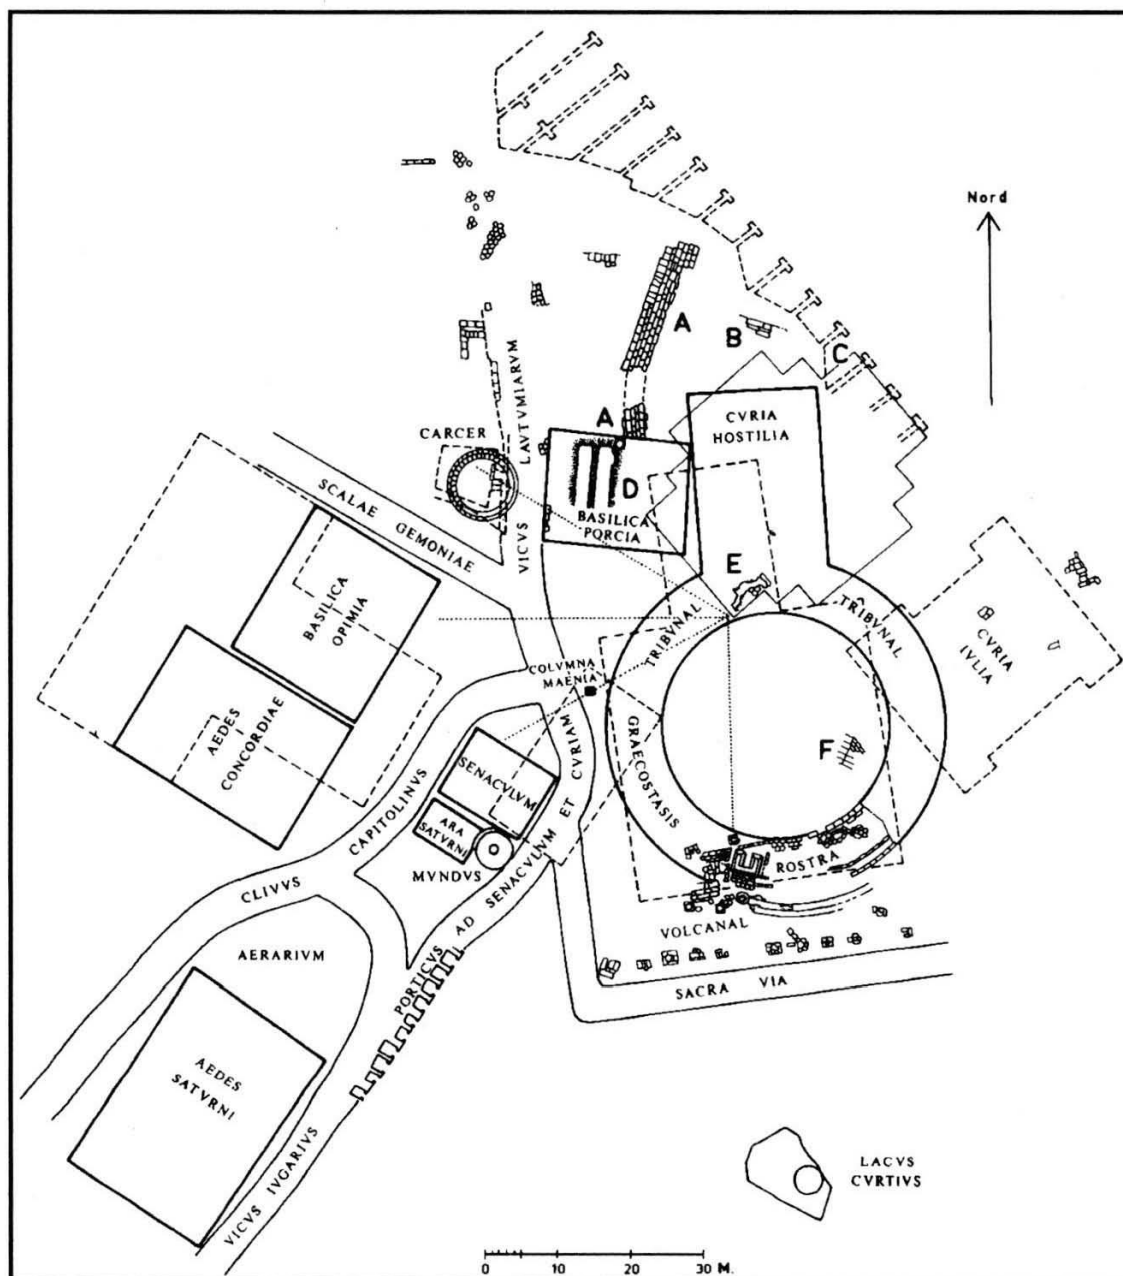 Nord
A
B
C
LAVTVMIARVM
VICVS
CARCER
A
CVRIA
HOSTILIA
D
BASILICA
PORCIA
SCALAE GEMONIAE
E
TRIBVNAL
TRIBVNAL
CVRIA
IVLIA
BASILICA
OPIMIA
COLVMNA
MAENIA
AEDES
CONCORDIAE
GRAECOSTASIS
F
SENACVLVM
ARA
SATVRNI
MVNDVS
PORTICVS AD SENACVLVM ET CVRIAM
CLIVVS CAPITOLINVS
ROSTRA
VOLCANAL
SACRA VIA
AERARIVM
AEDES
SATVRNI
VICVS IVGARIVS
LACVS
CVRTIVS
0 10 20 30 M.